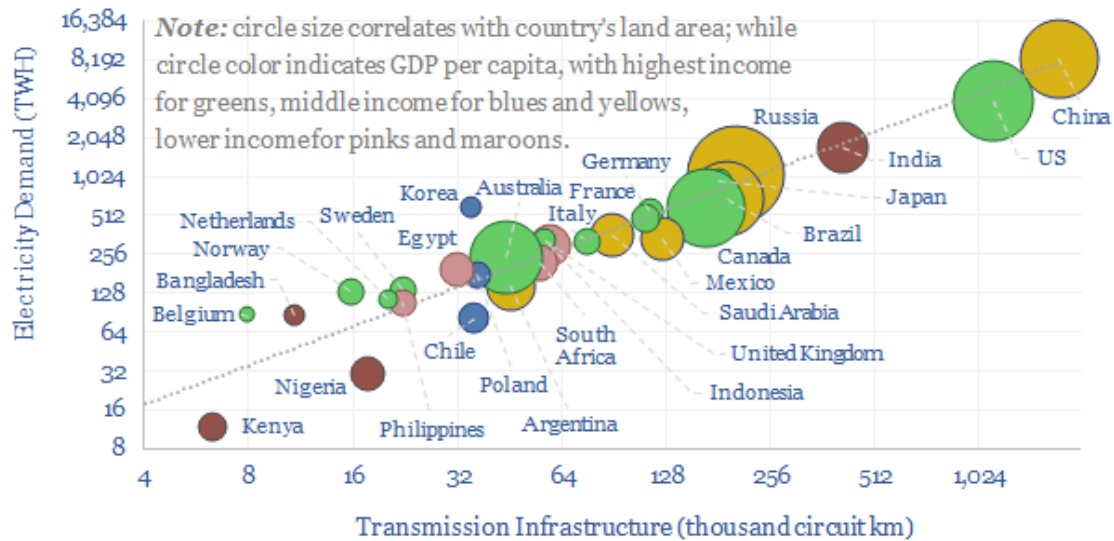 Note: circle size correlates with country's land area; while
circle color indicates GDP per capita, with highest income
for greens, middle income for blues and yellows,
lower income for pinks and maroons.
Electricity Demand (TWH)
16,384
8,192
4,096
2,048
1,024
512
256
128
64
32
16
8
Russia
China
Germany
India
US
Korea
Australia
France
Japan
Netherlands
Sweden
Italy
Brazil
Norway
Egypt
Canada
Bangladesh
Mexico
Belgium
Saudi Arabia
Chile
South
Africa
United Kingdom
Nigeria
Poland
Indonesia
Kenya
Philippines
Argentina
4
8
16
32
64
128
256
512
1,024
Transmission Infrastructure (thousand circuit km)